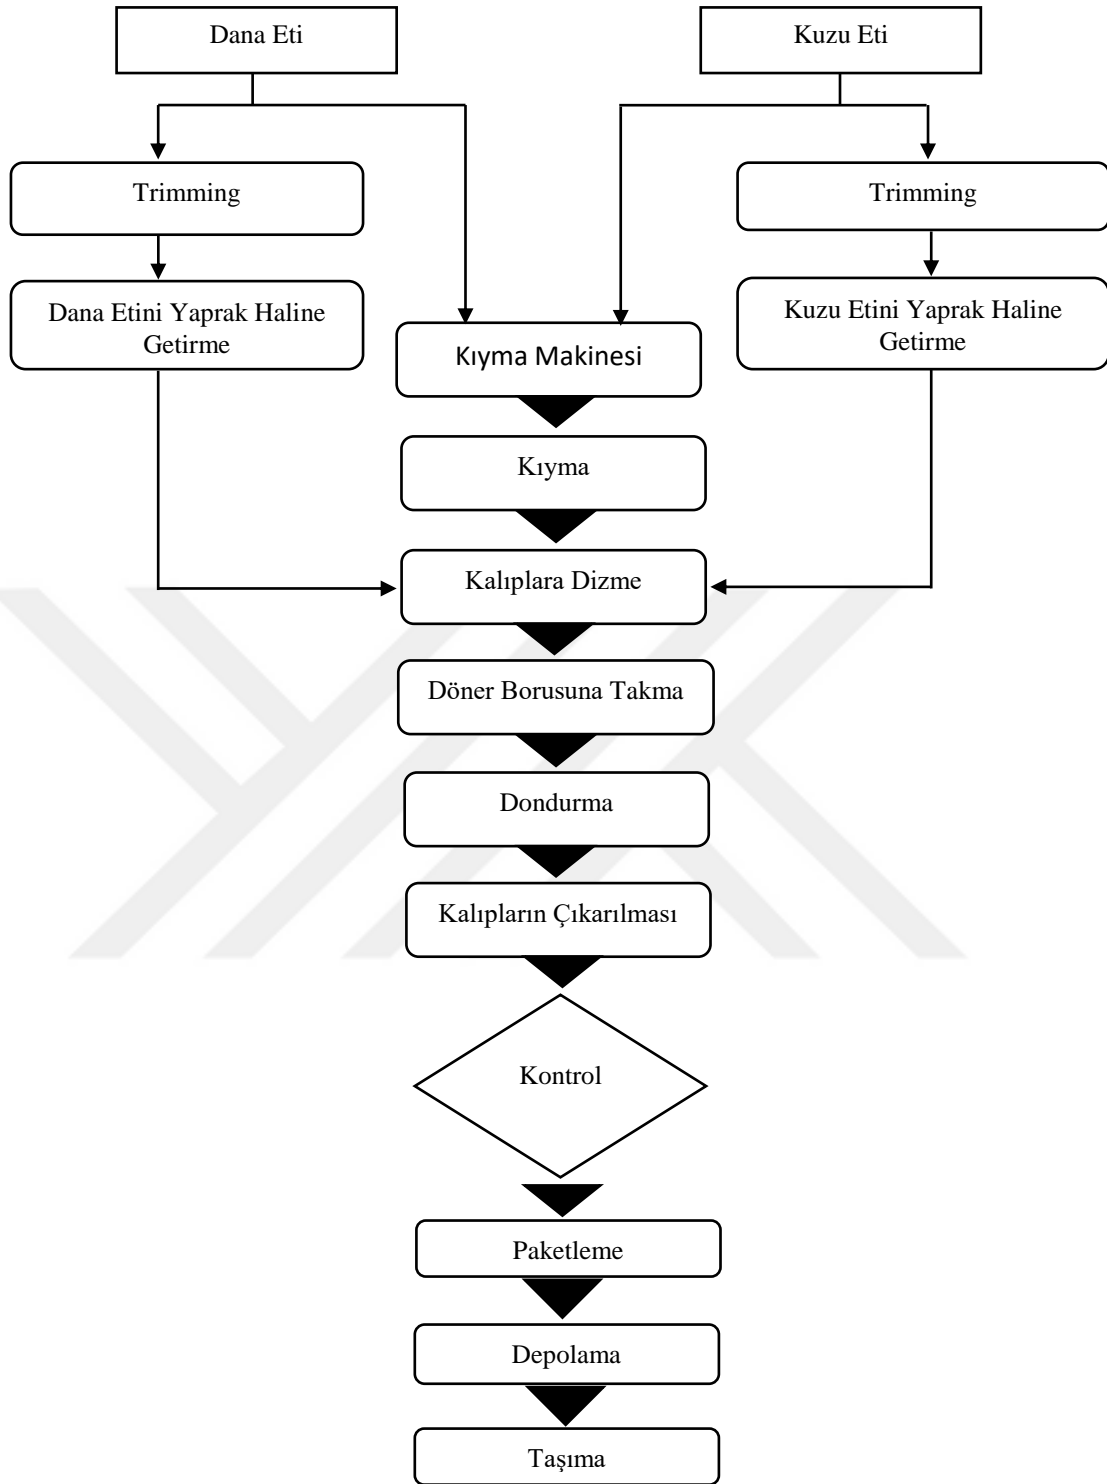 Dana Eti
Kuzu Eti
Trimming
Trimming
Dana Etini Yaprak Haline
Getirme
Kuzu Etini Yaprak Haline
Getirme
Kıyma Makinesi
Kıyma
Kalıplara Dizme
Döner Borusuna Takma
Dondurma
Kalıpların Çıkarılması
Kontrol
Paketleme
Depolama
Taşıma